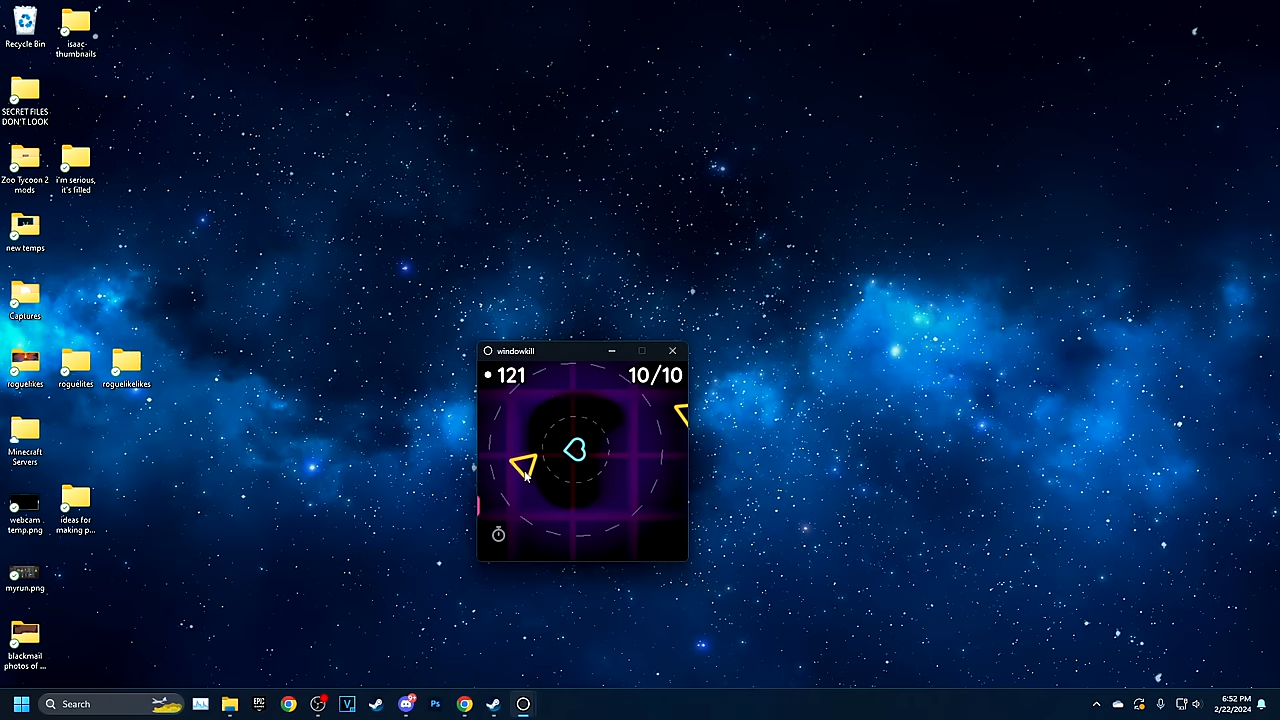 Recycle Bin
isaac-
thumbnails
SECRET FILES
DON'T LOOK
Zoo Tycoon 2
mods
i'm serious,
it's filled
new temps
Captures
roguelikes
roguelites
roguelikelikes
Minecraft
Servers
webcam
temp.png
ideas for
making p...
myrun.png
blackmail
photos of ...
windowkill
121
10/10
Search
EPIC
V
Ps
6:52 PM
2/22/2024